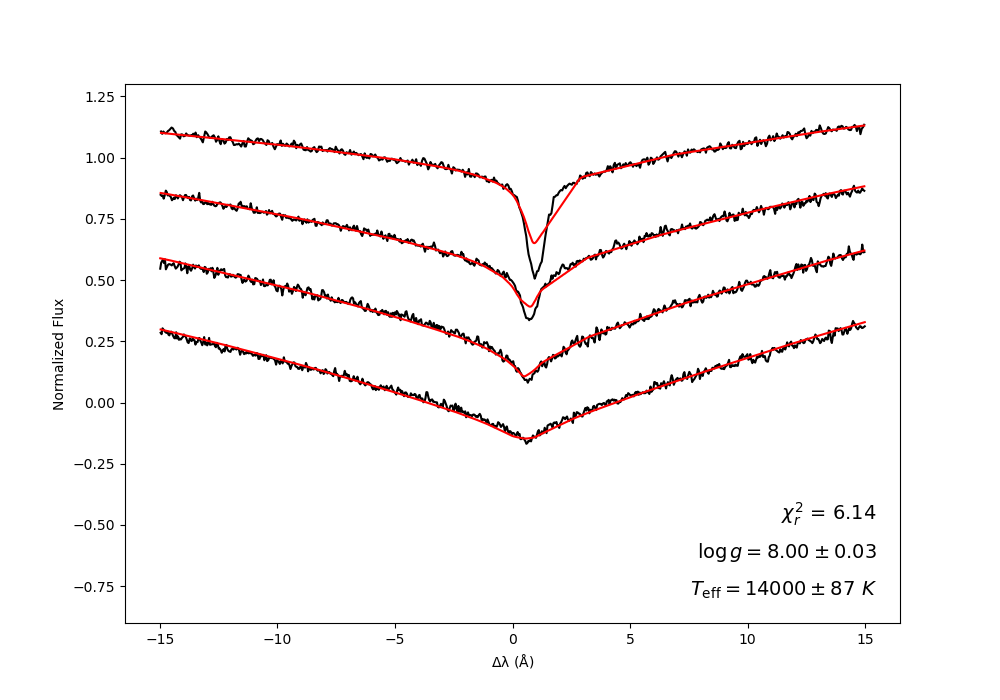 1.25
1.00
0.75
0.50
0.25
0.00
−0.25
−0.50
−0.75
Normalized Flux
χ²ᵣ = 6.14
log g = 8.00 ± 0.03
T_eff = 14000 ± 87 K
−15 −10 −5 0 5 10 15
Δλ (Å)